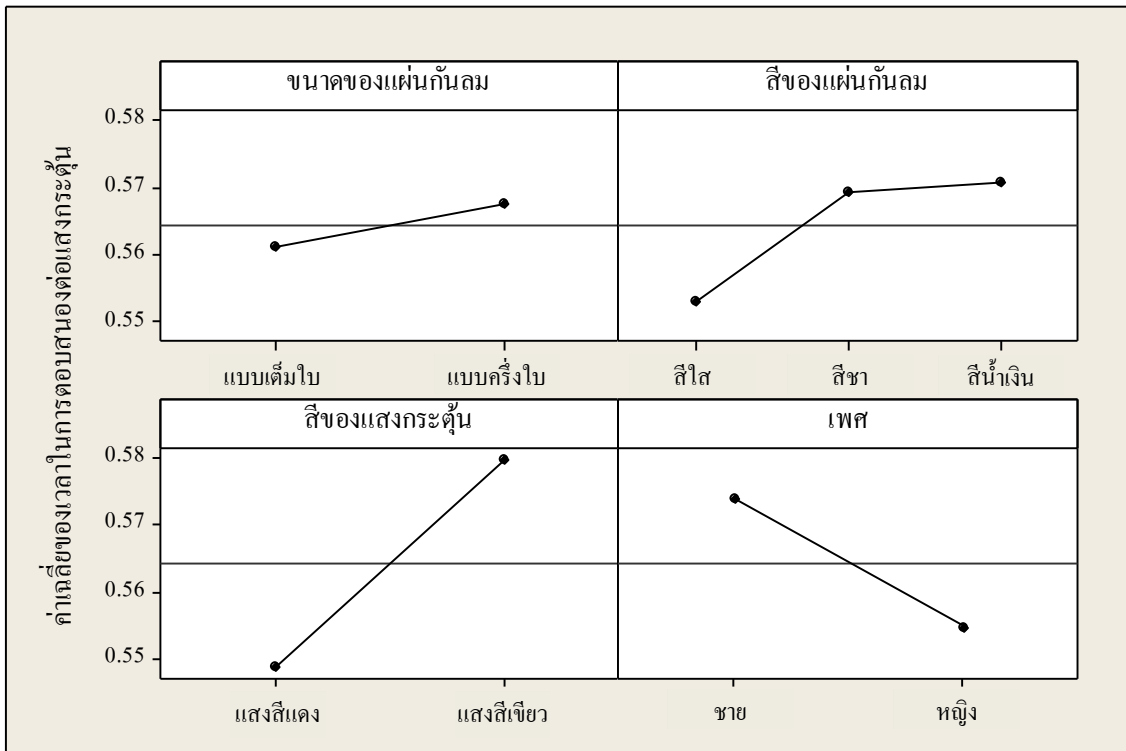 ค่าเฉลี่ยของเวลาในการตอบสนองต่อแสงกระตุ้น
ขนาดของแผ่นกันลม
สีของแผ่นกันลม
0.58
0.57
0.56
0.55
แบบเต็มใบ
แบบครึ่งใบ
สีใส
สีชา
สีน้ำเงิน
สีของแสงกระตุ้น
เพศ
0.58
0.57
0.56
0.55
แสงสีแดง
แสงสีเขียว
ชาย
หญิง